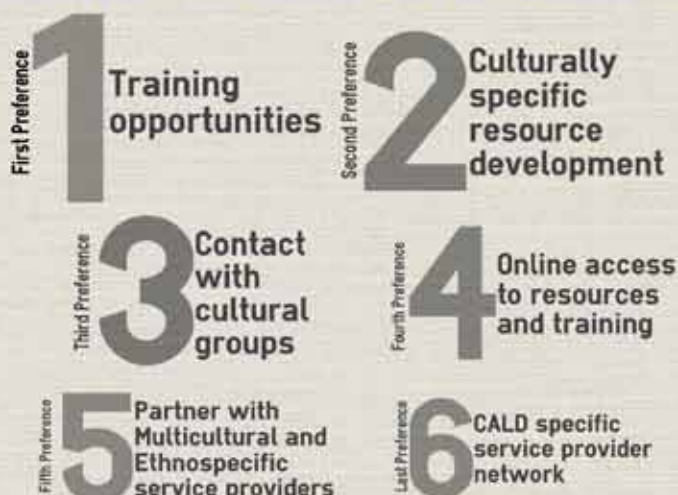 First Preference
1
Training
opportunities
Second Preference
2
Culturally
specific
resource
development
Third Preference
3
Contact
with
cultural
groups
Fourth Preference
4
Online access
to resources
and training
Fifth Preference
5
Partner with
Multicultural and
Ethnospecific
service providers
Last Preference
6
CALD specific
service provider
network